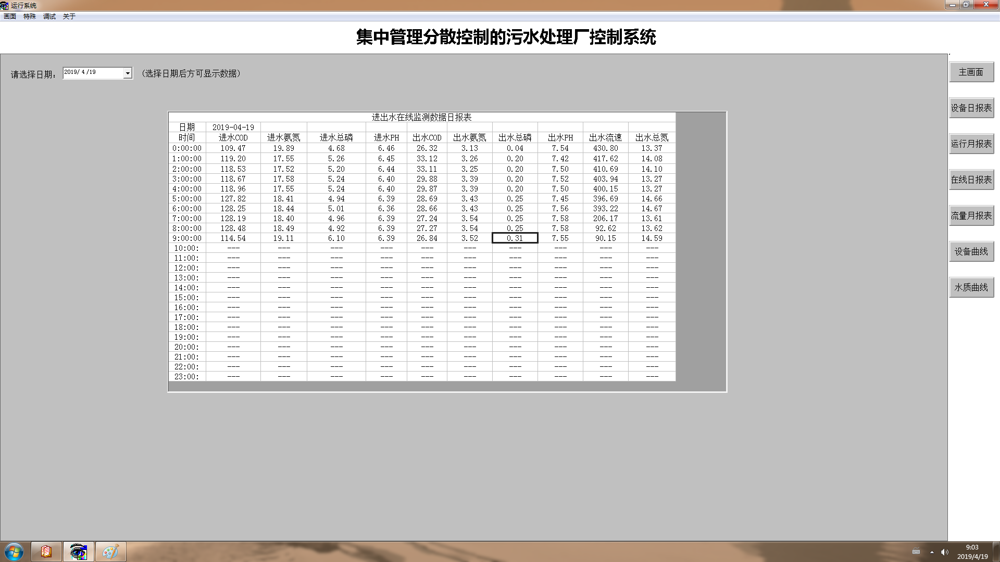 运行系统
画面 特殊 调试 关于
集中管理分散控制的污水处理厂控制系统
请选择日期: 2019/ 4 /19 (选择日期后方可显示数据)
进出水在线监测数据日报表
日期 2019-04-19
时间 进水COD 进水氨氮 进水总磷 进水PH 出水COD 出水氨氮 出水总磷 出水PH 出水流速 出水总氮
0:00:00 109.47 19.89 4.68 6.46 26.32 3.13 0.04 7.54 430.80 13.37
1:00:00 119.20 17.55 5.26 6.45 33.12 3.26 0.20 7.42 417.62 14.08
2:00:00 118.53 17.52 5.20 6.44 33.11 3.25 0.20 7.50 410.69 14.10
3:00:00 118.67 17.58 5.24 6.40 29.88 3.39 0.20 7.52 403.94 13.27
4:00:00 118.96 17.55 5.24 6.40 29.87 3.39 0.20 7.50 400.15 13.27
5:00:00 127.82 18.41 4.94 6.39 28.69 3.43 0.25 7.45 396.69 14.66
6:00:00 128.25 18.44 5.01 6.36 28.66 3.43 0.25 7.56 393.22 14.67
7:00:00 128.19 18.40 4.96 6.39 27.24 3.54 0.25 7.58 206.17 13.61
8:00:00 128.48 18.49 4.92 6.39 27.27 3.54 0.25 7.58 92.62 13.62
9:00:00 114.54 19.11 6.10 6.39 26.84 3.52 0.31 7.55 90.15 14.59
10:00: --- --- --- --- --- --- --- --- --- ---
11:00: --- --- --- --- --- --- --- --- --- ---
12:00: --- --- --- --- --- --- --- --- --- ---
13:00: --- --- --- --- --- --- --- --- --- ---
14:00: --- --- --- --- --- --- --- --- --- ---
15:00: --- --- --- --- --- --- --- --- --- ---
16:00: --- --- --- --- --- --- --- --- --- ---
17:00: --- --- --- --- --- --- --- --- --- ---
18:00: --- --- --- --- --- --- --- --- --- ---
19:00: --- --- --- --- --- --- --- --- --- ---
20:00: --- --- --- --- --- --- --- --- --- ---
21:00: --- --- --- --- --- --- --- --- --- ---
22:00: --- --- --- --- --- --- --- --- --- ---
23:00: --- --- --- --- --- --- --- --- --- ---
主画面
设备日报表
运行月报表
在线日报表
流量月报表
设备曲线
水质曲线
9:03
2019/4/19